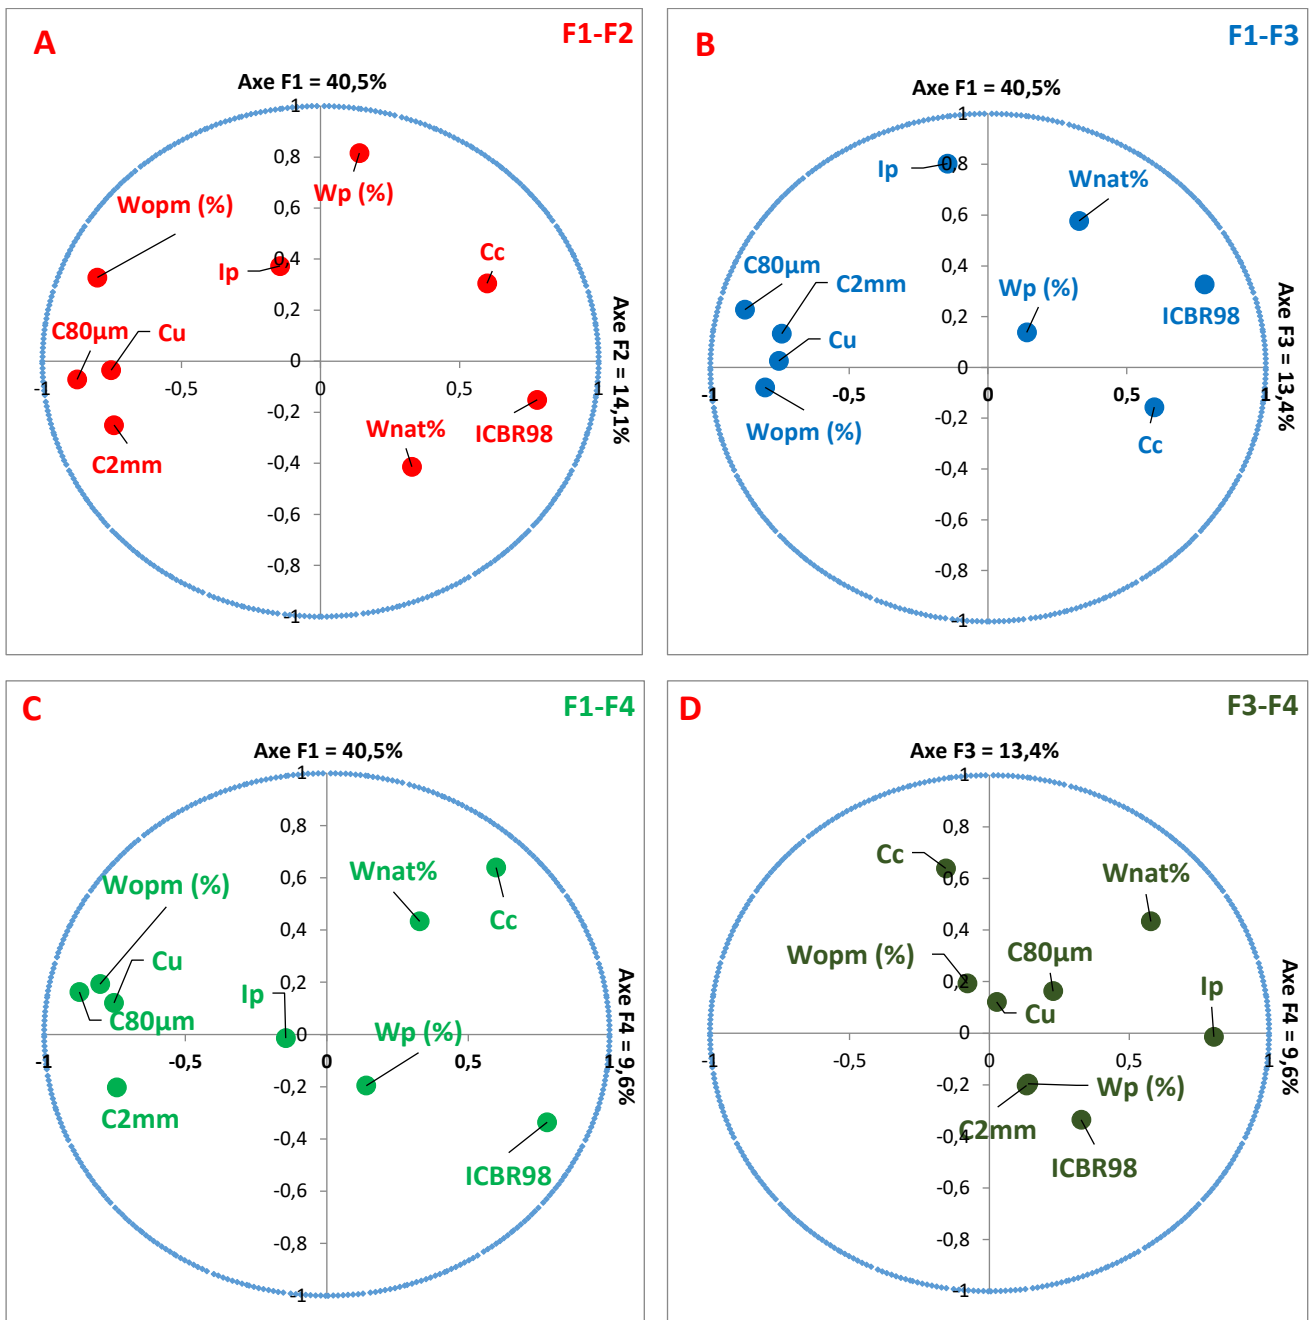 A
F1-F2
Axe F1 = 40,5%
1
0,8
Wp (%)
Wopm (%)
0,6
0,4
Ip
Cc
0,2
C80µm
Cu
0
-1
-0,5
0
0,5
1
Axe F2 = 14,1%
-0,2
Wnat%
ICBR98
C2mm
-0,4
-0,6
-0,8
-1
B
F1-F3
Axe F1 = 40,5%
1
Ip
0,8
Wnat%
0,6
C80µm
C2mm
0,4
Wp (%)
ICBR98
0,2
Cu
0
-1
-0,5
0
0,5
1
Axe F3 = 13,4%
Wopm (%)
-0,2
Cc
-0,4
-0,6
-0,8
-1
C
F1-F4
Axe F1 = 40,5%
1
0,8
Wnat%
Wopm (%)
0,6
Cc
0,4
Cu
0,2
Ip
C80µm
Wp (%)
0
-1
-0,5
0
0,5
1
Axe F4 = 9,6%
-0,2
C2mm
-0,4
ICBR98
-0,6
-0,8
-1
D
F3-F4
Axe F3 = 13,4%
1
0,8
Cc
Wnat%
0,6
0,4
Wopm (%)
C80µm
0,2
Ip
Cu
0
-1
-0,5
0
0,5
1
Axe F4 = 9,6%
-0,2
Wp (%)
C2mm
-0,4
ICBR98
-0,6
-0,8
-1